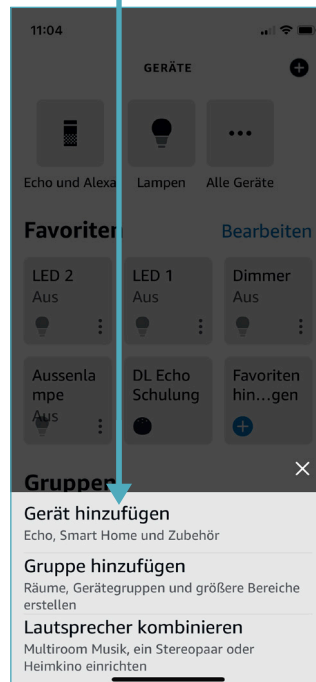 11:04
GERÄTE
Echo und Alexa Lampen Alle Geräte
Favoriten Bearbeiten
LED 2 LED 1 Dimmer
Aus Aus Aus
Aussenla DL Echo Favoriten
mpe Schulung hin...gen
Aus
Gruppen
Gerät hinzufügen
Echo, Smart Home und Zubehör
Gruppe hinzufügen
Räume, Gerätegruppen und größere Bereiche
erstellen
Lautsprecher kombinieren
Multiroom Musik, ein Stereopaar oder
Heimkino einrichten